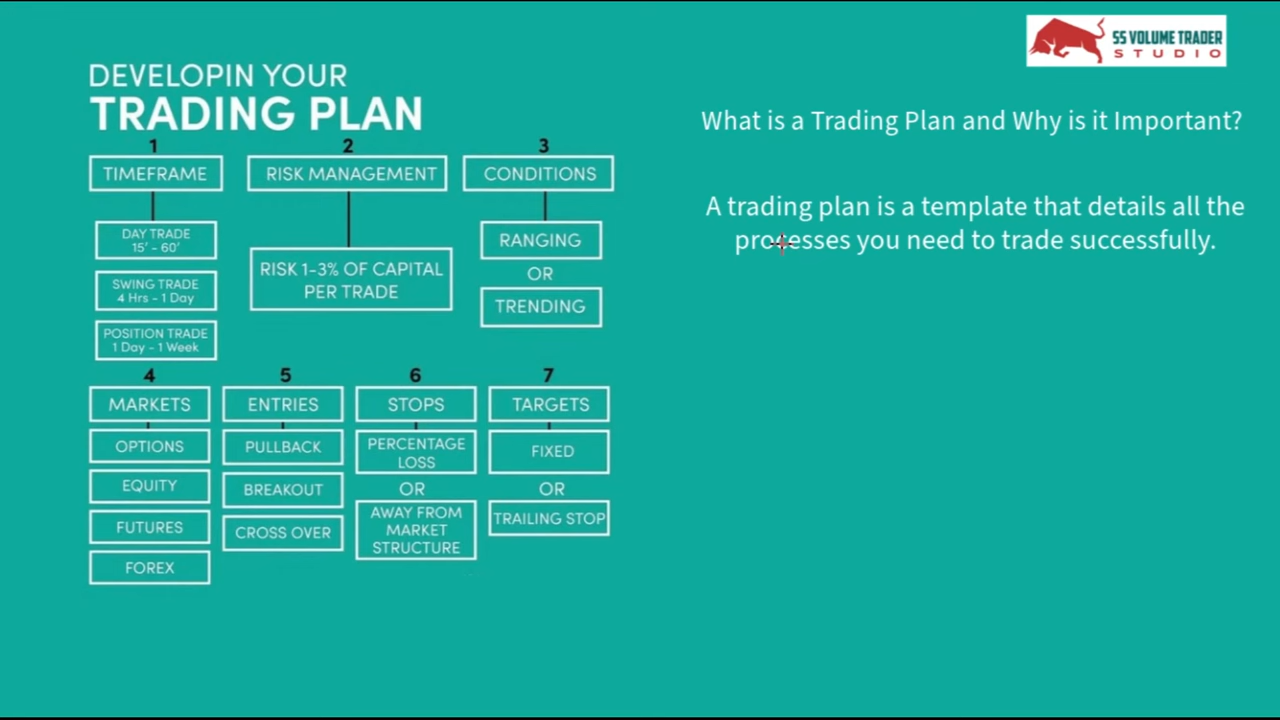 SS VOLUME TRADER
STUDIO
DEVELOPIN YOUR
TRADING PLAN
1
TIMEFRAME
DAY TRADE
15' - 60'
SWING TRADE
4 Hrs - 1 Day
POSITION TRADE
1 Day - 1 Week
2
RISK MANAGEMENT
RISK 1-3% OF CAPITAL
PER TRADE
3
CONDITIONS
RANGING
OR
TRENDING
4
MARKETS
OPTIONS
EQUITY
FUTURES
FOREX
5
ENTRIES
PULLBACK
BREAKOUT
CROSS OVER
6
STOPS
PERCENTAGE
LOSS
OR
AWAY FROM
MARKET
STRUCTURE
7
TARGETS
FIXED
OR
TRAILING STOP
What is a Trading Plan and Why is it Important?
A trading plan is a template that details all the
processes you need to trade successfully.